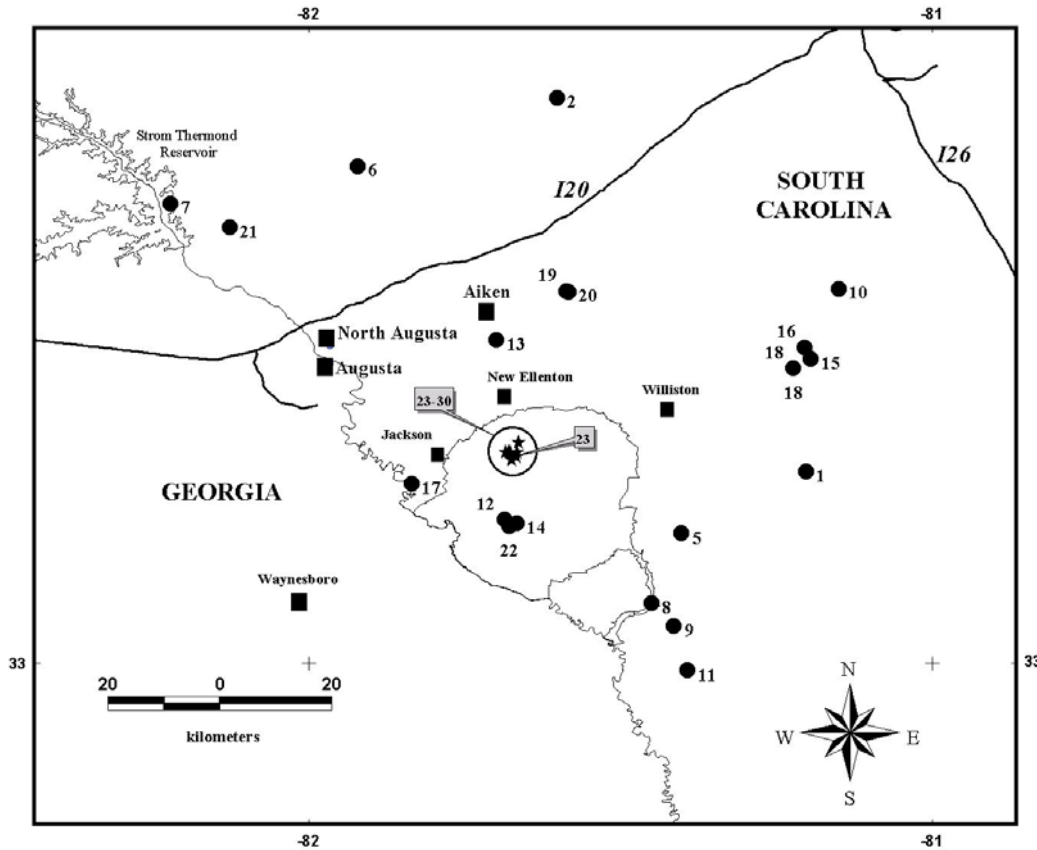 -82
-81
2
Strom Thermond
Reservoir
6
I26
SOUTH
CAROLINA
I20
7
21
19
20
10
Aiken
North Augusta
13
16
15
18
18
Augusta
New Ellenton
Williston
23-30
Jackson
23
1
GEORGIA
17
12
14
22
5
Waynesboro
8
9
33
33
11
20
0
20
kilometers
N
W
E
S
-82
-81